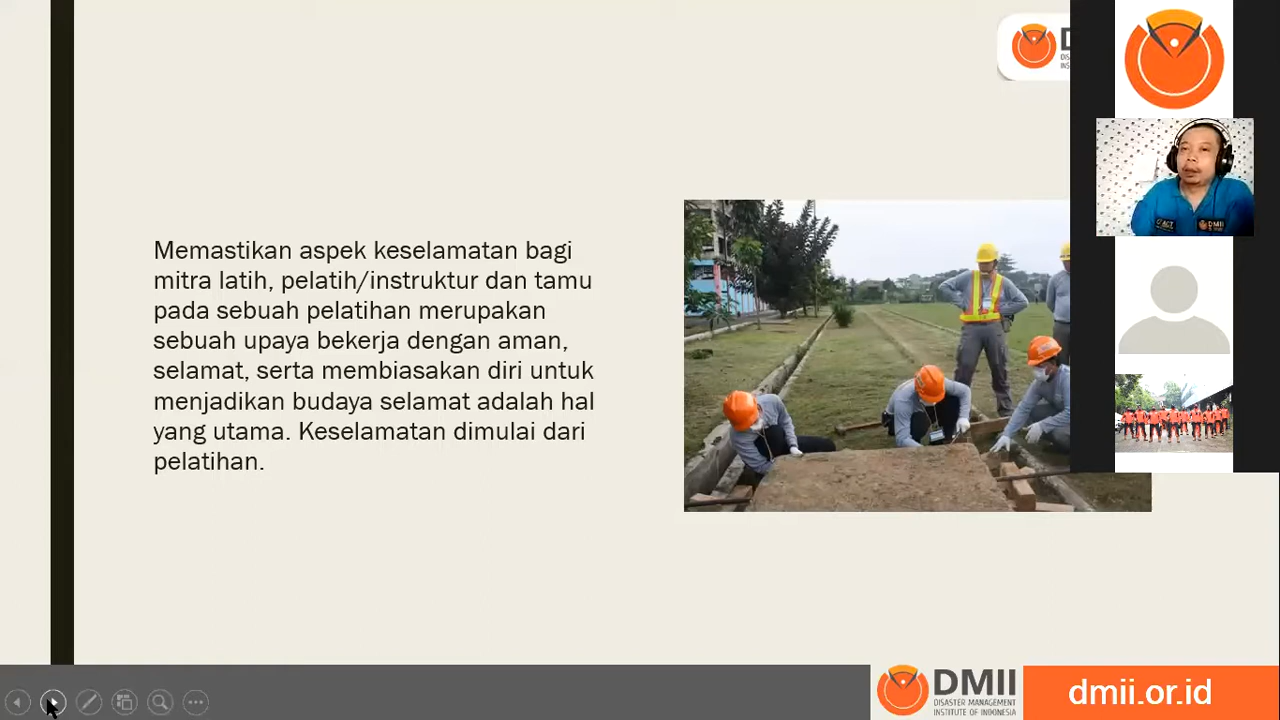 Memastikan aspek keselamatan bagi
mitra latih, pelatih/instruktur dan tamu
pada sebuah pelatihan merupakan
sebuah upaya bekerja dengan aman,
selamat, serta membiasakan diri untuk
menjadikan budaya selamat adalah hal
yang utama. Keselamatan dimulai dari
pelatihan.
ACT
DMII
DMII
DISASTER MANAGEMENT
INSTITUTE OF INDONESIA
dmii.or.id